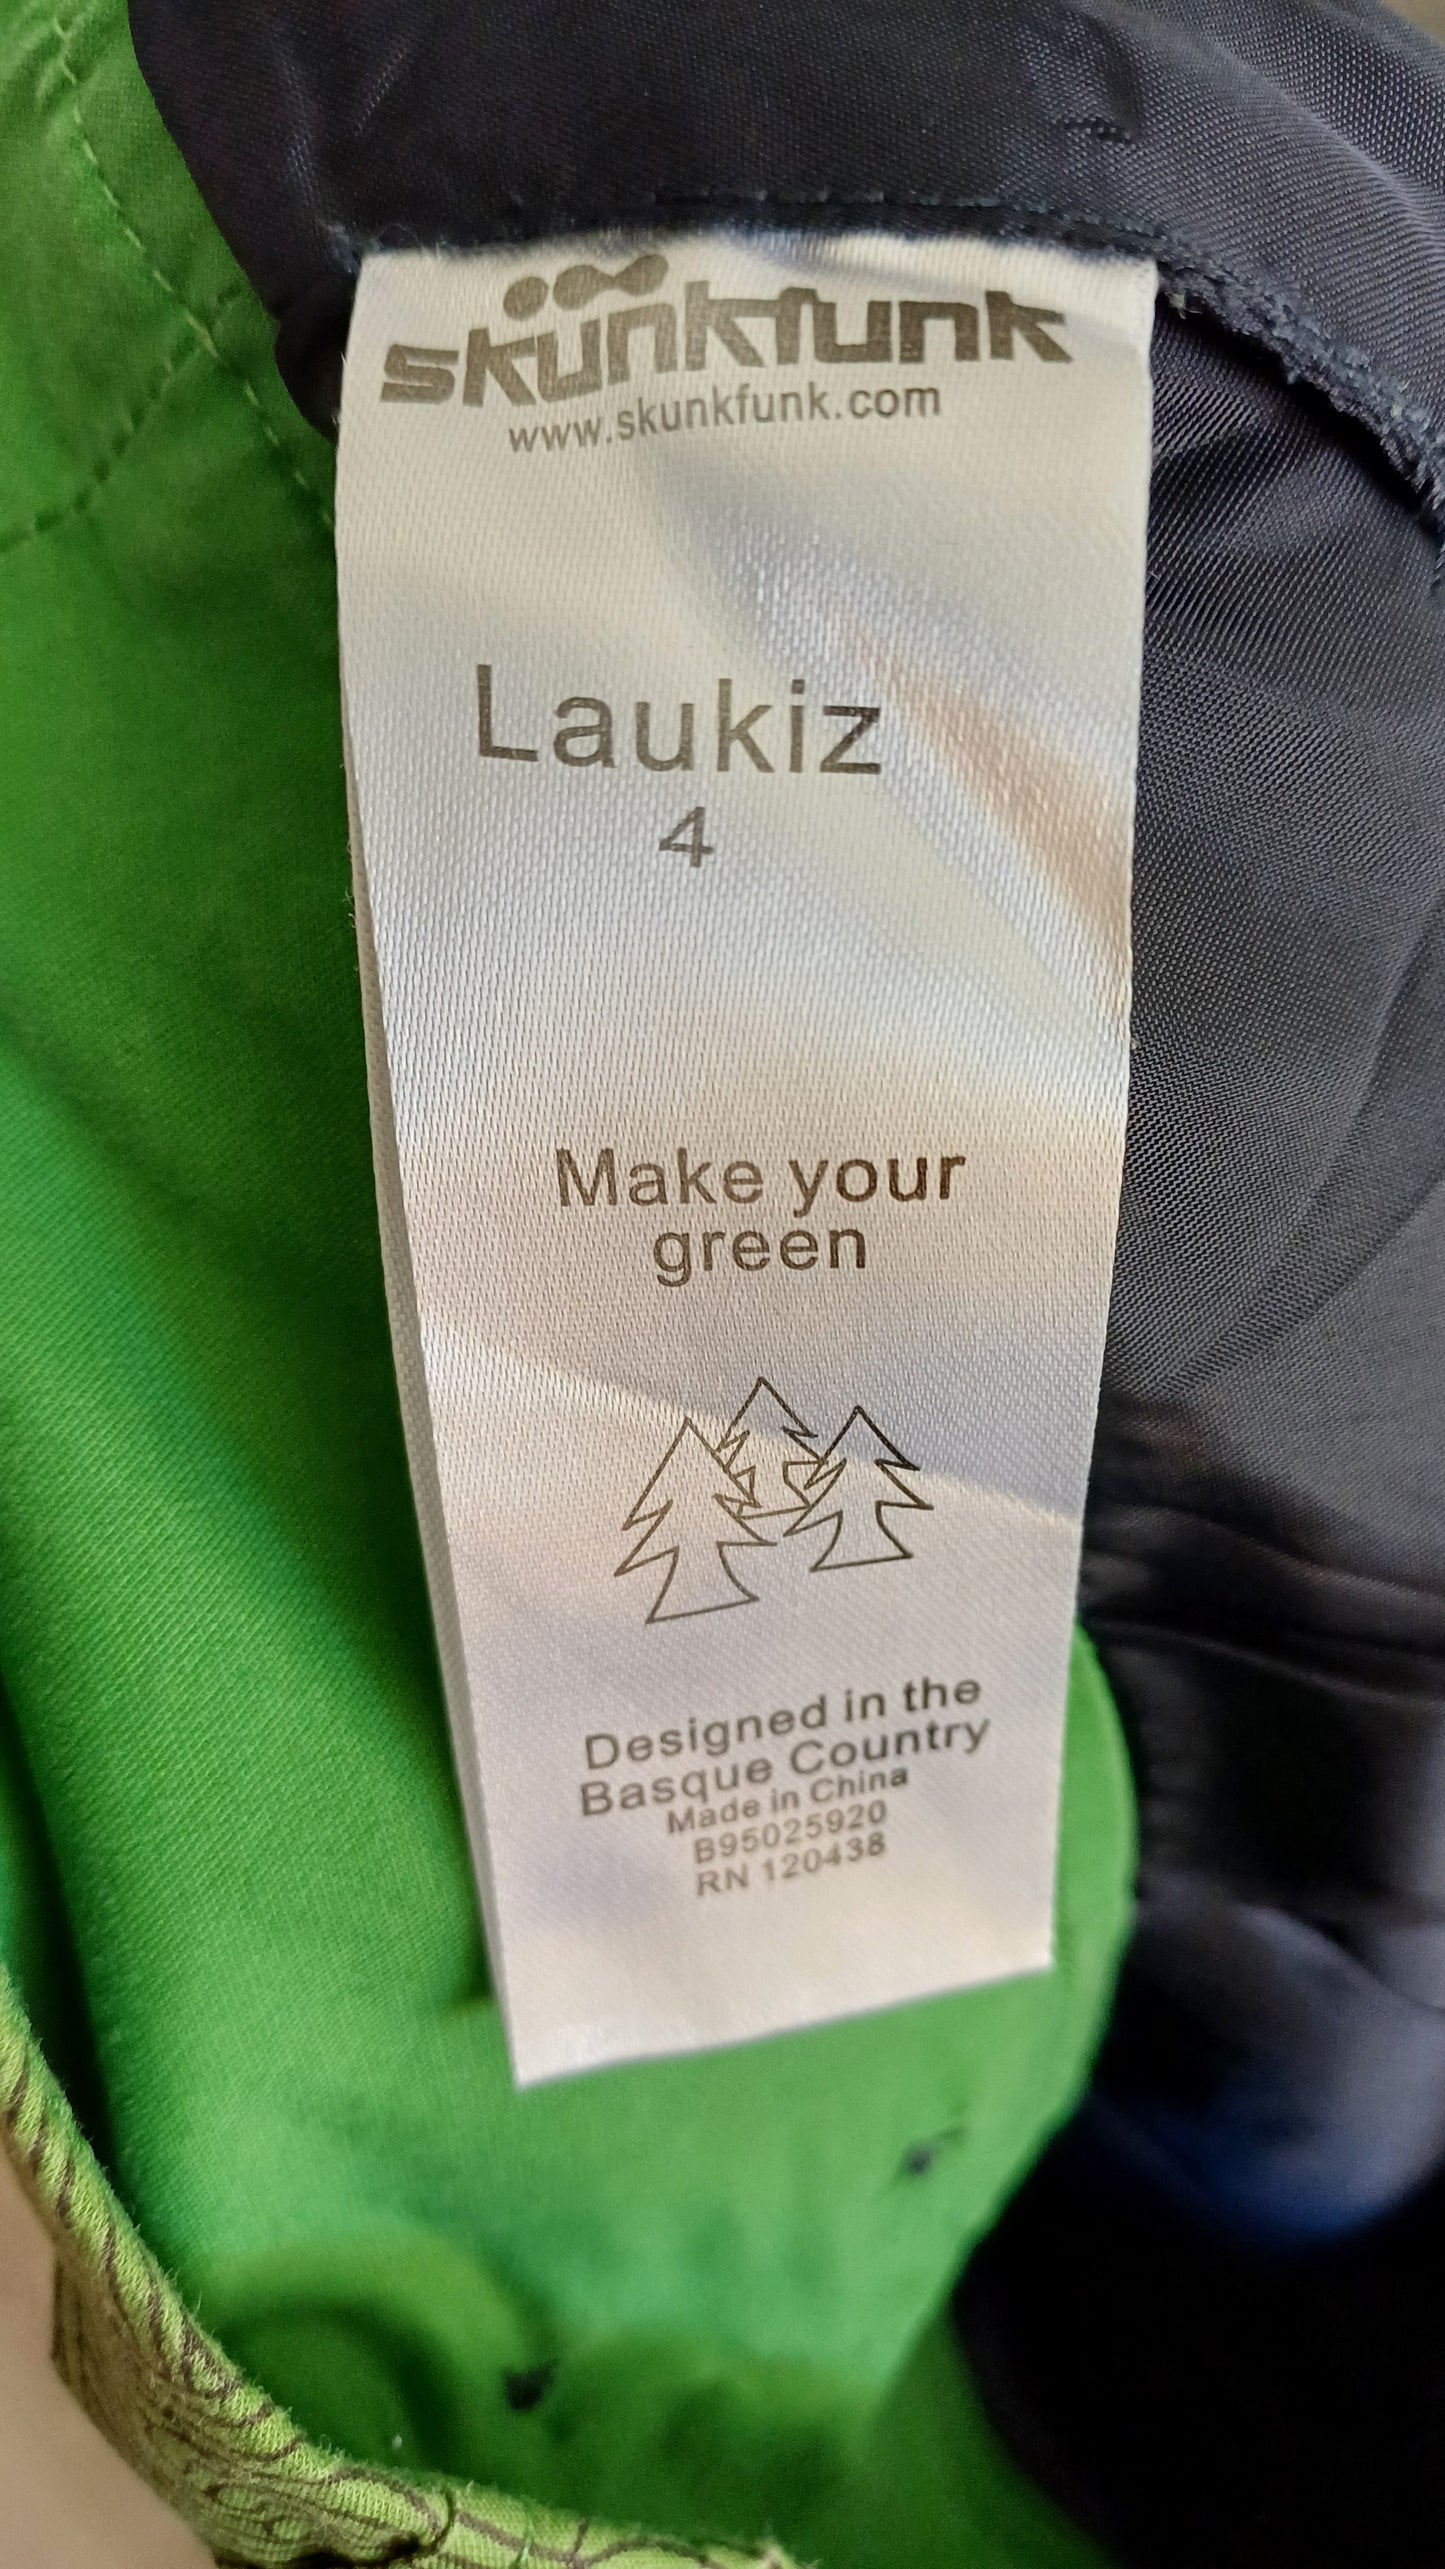 skunkfunk
www.skunkfunk.com
Laukiz
4
Make your
green
Designed in the
Basque Country
Made in China
B95025920
RN 120438